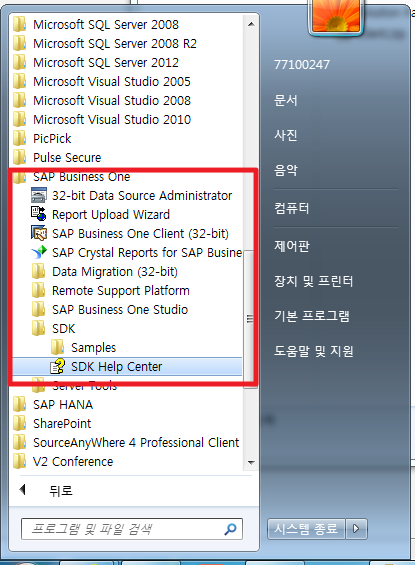 Microsoft SQL Server 2008
Microsoft SQL Server 2008 R2
Microsoft SQL Server 2012
Microsoft Visual Studio 2005
Microsoft Visual Studio 2008
Microsoft Visual Studio 2010
PicPick
Pulse Secure
SAP Business One
32-bit Data Source Administrator
Report Upload Wizard
SAP Business One Client (32-bit)
SAP Crystal Reports for SAP Busine
Data Migration (32-bit)
Remote Support Platform
SAP Business One Studio
SDK
Samples
SDK Help Center
Server Tools
SAP HANA
SharePoint
SourceAnyWhere 4 Professional Client
V2 Conference
뒤로
프로그램 및 파일 검색
77100247
문서
사진
음악
컴퓨터
제어판
장치 및 프린터
기본 프로그램
도움말 및 지원
시스템 종료